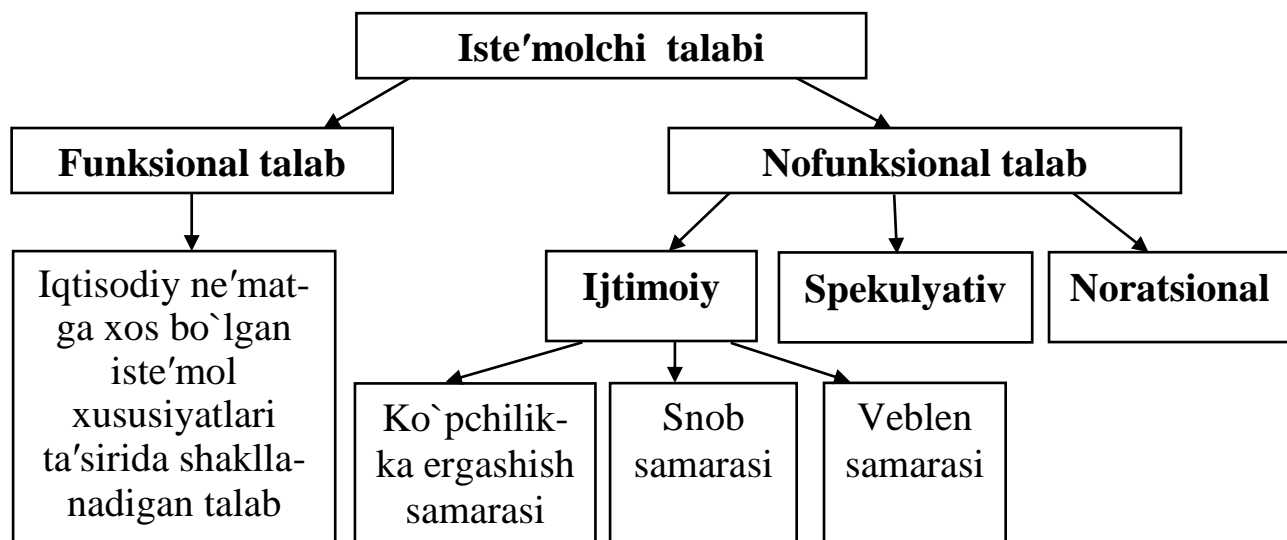 Iste′molchi talabi
Funksional talab
Nofunksional talab
Iqtisodiy ne′mat-
ga xos bo`lgan
iste′mol
xususiyatlari
ta′sirida shaklla-
nadigan talab
Ijtimoiy
Spekulyativ
Noratsional
Ko`pchilik-
ka ergashish
samarasi
Snob
samarasi
Veblen
samarasi